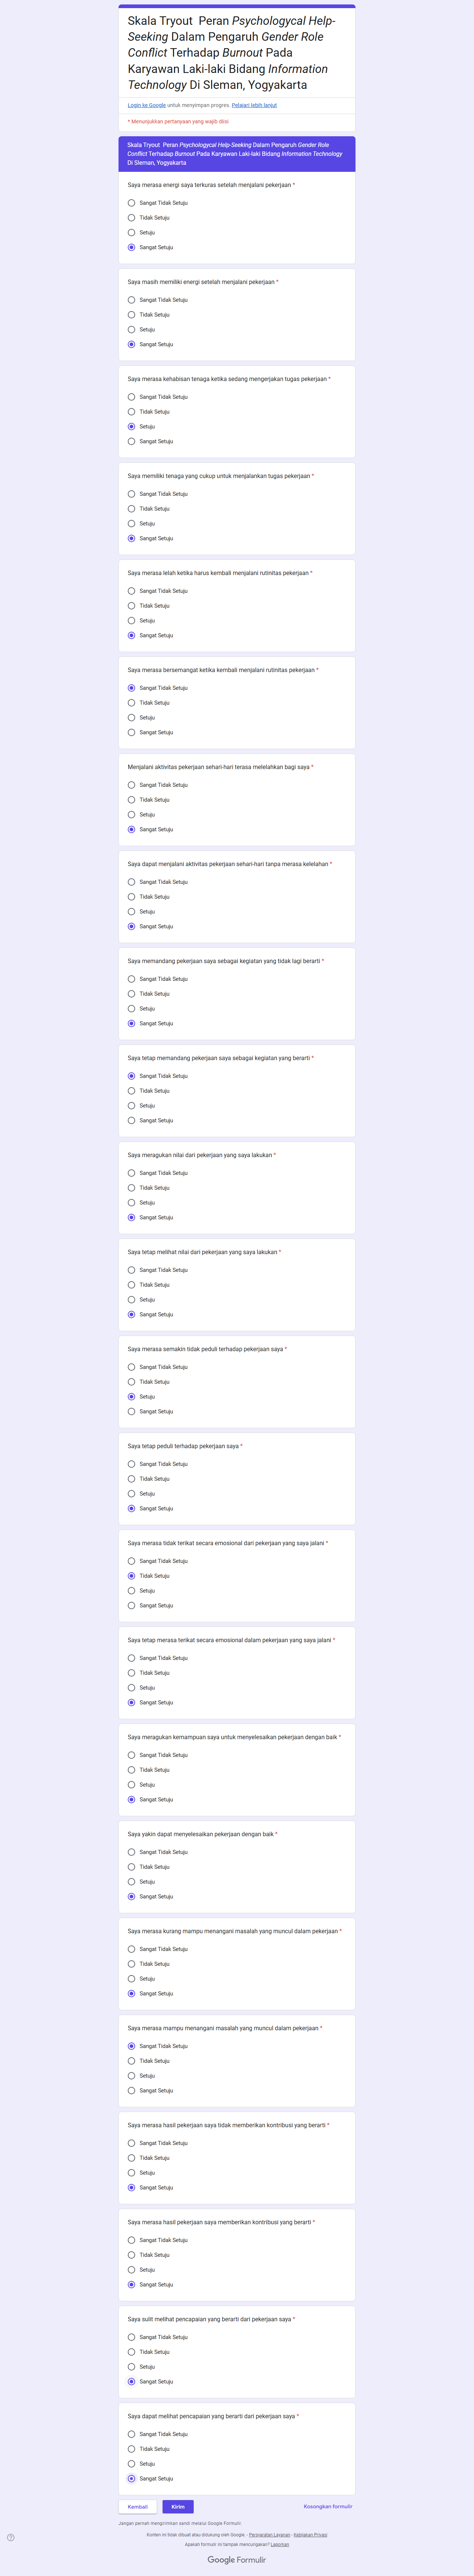 Skala Tryout  Peran Psychologycal Help-
Seeking Dalam Pengaruh Gender Role
Conflict Terhadap Burnout Pada
Karyawan Laki-laki Bidang Information
Technology Di Sleman, Yogyakarta
Login ke Google untuk menyimpan progres. Pelajari lebih lanjut
* Menunjukkan pertanyaan yang wajib diisi
Skala Tryout  Peran Psychologycal Help-Seeking Dalam Pengaruh Gender Role
Conflict Terhadap Burnout Pada Karyawan Laki-laki Bidang Information Technology
Di Sleman, Yogyakarta
Saya merasa energi saya terkuras setelah menjalani pekerjaan *
Sangat Tidak Setuju
Tidak Setuju
Setuju
Sangat Setuju
Saya masih memiliki energi setelah menjalani pekerjaan *
Sangat Tidak Setuju
Tidak Setuju
Setuju
Sangat Setuju
Saya merasa kehabisan tenaga ketika sedang mengerjakan tugas pekerjaan *
Sangat Tidak Setuju
Tidak Setuju
Setuju
Sangat Setuju
Saya memiliki tenaga yang cukup untuk menjalankan tugas pekerjaan *
Sangat Tidak Setuju
Tidak Setuju
Setuju
Sangat Setuju
Saya merasa lelah ketika harus kembali menjalani rutinitas pekerjaan *
Sangat Tidak Setuju
Tidak Setuju
Setuju
Sangat Setuju
Saya merasa bersemangat ketika kembali menjalani rutinitas pekerjaan *
Sangat Tidak Setuju
Tidak Setuju
Setuju
Sangat Setuju
Menjalani aktivitas pekerjaan sehari-hari terasa melelahkan bagi saya *
Sangat Tidak Setuju
Tidak Setuju
Setuju
Sangat Setuju
Saya dapat menjalani aktivitas pekerjaan sehari-hari tanpa merasa kelelahan *
Sangat Tidak Setuju
Tidak Setuju
Setuju
Sangat Setuju
Saya memandang pekerjaan saya sebagai kegiatan yang tidak lagi berarti *
Sangat Tidak Setuju
Tidak Setuju
Setuju
Sangat Setuju
Saya tetap memandang pekerjaan saya sebagai kegiatan yang berarti *
Sangat Tidak Setuju
Tidak Setuju
Setuju
Sangat Setuju
Saya meragukan nilai dari pekerjaan yang saya lakukan *
Sangat Tidak Setuju
Tidak Setuju
Setuju
Sangat Setuju
Saya tetap melihat nilai dari pekerjaan yang saya lakukan *
Sangat Tidak Setuju
Tidak Setuju
Setuju
Sangat Setuju
Saya merasa semakin tidak peduli terhadap pekerjaan saya *
Sangat Tidak Setuju
Tidak Setuju
Setuju
Sangat Setuju
Saya tetap peduli terhadap pekerjaan saya *
Sangat Tidak Setuju
Tidak Setuju
Setuju
Sangat Setuju
Saya merasa tidak terikat secara emosional dari pekerjaan yang saya jalani *
Sangat Tidak Setuju
Tidak Setuju
Setuju
Sangat Setuju
Saya tetap merasa terikat secara emosional dalam pekerjaan yang saya jalani *
Sangat Tidak Setuju
Tidak Setuju
Setuju
Sangat Setuju
Saya meragukan kemampuan saya untuk menyelesaikan pekerjaan dengan baik *
Sangat Tidak Setuju
Tidak Setuju
Setuju
Sangat Setuju
Saya yakin dapat menyelesaikan pekerjaan dengan baik *
Sangat Tidak Setuju
Tidak Setuju
Setuju
Sangat Setuju
Saya merasa kurang mampu menangani masalah yang muncul dalam pekerjaan *
Sangat Tidak Setuju
Tidak Setuju
Setuju
Sangat Setuju
Saya merasa mampu menangani masalah yang muncul dalam pekerjaan *
Sangat Tidak Setuju
Tidak Setuju
Setuju
Sangat Setuju
Saya merasa hasil pekerjaan saya tidak memberikan kontribusi yang berarti *
Sangat Tidak Setuju
Tidak Setuju
Setuju
Sangat Setuju
Saya merasa hasil pekerjaan saya memberikan kontribusi yang berarti *
Sangat Tidak Setuju
Tidak Setuju
Setuju
Sangat Setuju
Saya sulit melihat pencapaian yang berarti dari pekerjaan saya *
Sangat Tidak Setuju
Tidak Setuju
Setuju
Sangat Setuju
Saya dapat melihat pencapaian yang berarti dari pekerjaan saya *
Sangat Tidak Setuju
Tidak Setuju
Setuju
Sangat Setuju
Kembali Kirim Kosongkan formulir
Jangan pernah mengirimkan sandi melalui Google Formulir.
Konten ini tidak dibuat atau didukung oleh Google. - Persyaratan Layanan - Kebijakan Privasi
Apakah formulir ini tampak mencurigakan? Laporkan
Google Formulir